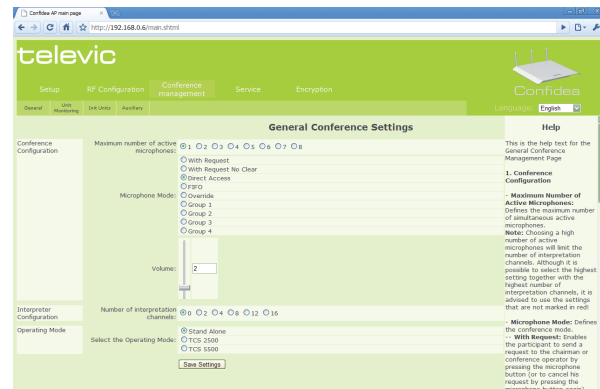 Confidea AP main page
http://192.168.0.6/main.shtml
televic
Setup
RF Configuration
Conference
management
Service
Encryption
Confidea
General
Unit
Monitoring
Init Units
Auxiliary
Language:
English
General Conference Settings
Help
Conference
Configuration
Maximum number of active
microphones:
1 2 3 4 5 6 7 8
Microphone Mode:
With Request
With Request No Clear
Direct Access
FIFO
Override
Group 1
Group 2
Group 3
Group 4
Volume:
2
Interpreter
Configuration
Number of interpretation
channels:
0 2 4 8 12 16
Operating Mode
Select the Operating Mode:
Stand Alone
TCS 2500
TCS 5500
Save Settings
This is the help text for the
General Conference
Management Page
1. Conference
Configuration
- Maximum Number of
Active Microphones:
Defines the maximum number
of simultaneous active
microphones.
Note: Choosing a high
number of active
microphones will limit the
number of interpretation
channels. Although it is
possible to select the highest
setting together with the
highest number of
interpretation channels, it is
advised to use the settings
that are not marked in red!
- Microphone Mode: Defines
the conference mode.
-- With Request: Enables
the participant to send a
request to the chairman or
conference operator by
pressing the microphone
button (or to cancel his
request by pressing the
microphone button again)